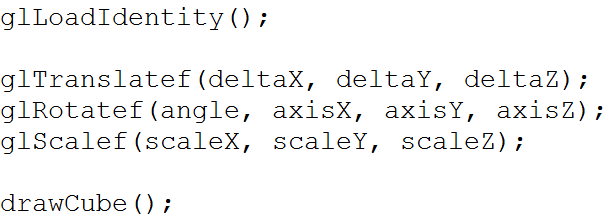 glLoadIdentity();
glTranslatef(deltaX, deltaY, deltaZ);
glRotatef(angle, axisX, axisY, axisZ);
glScalef(scaleX, scaleY, scaleZ);
drawCube();